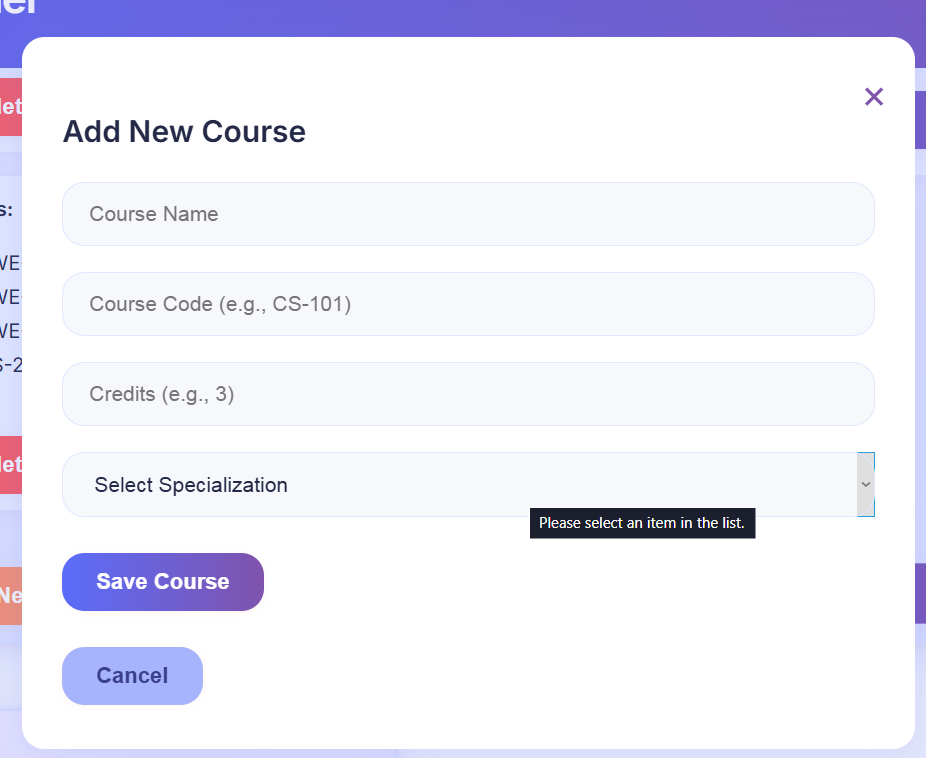 Add New Course
Course Name
Course Code (e.g., CS-101)
Credits (e.g., 3)
Select Specialization
Please select an item in the list.
Save Course
Cancel